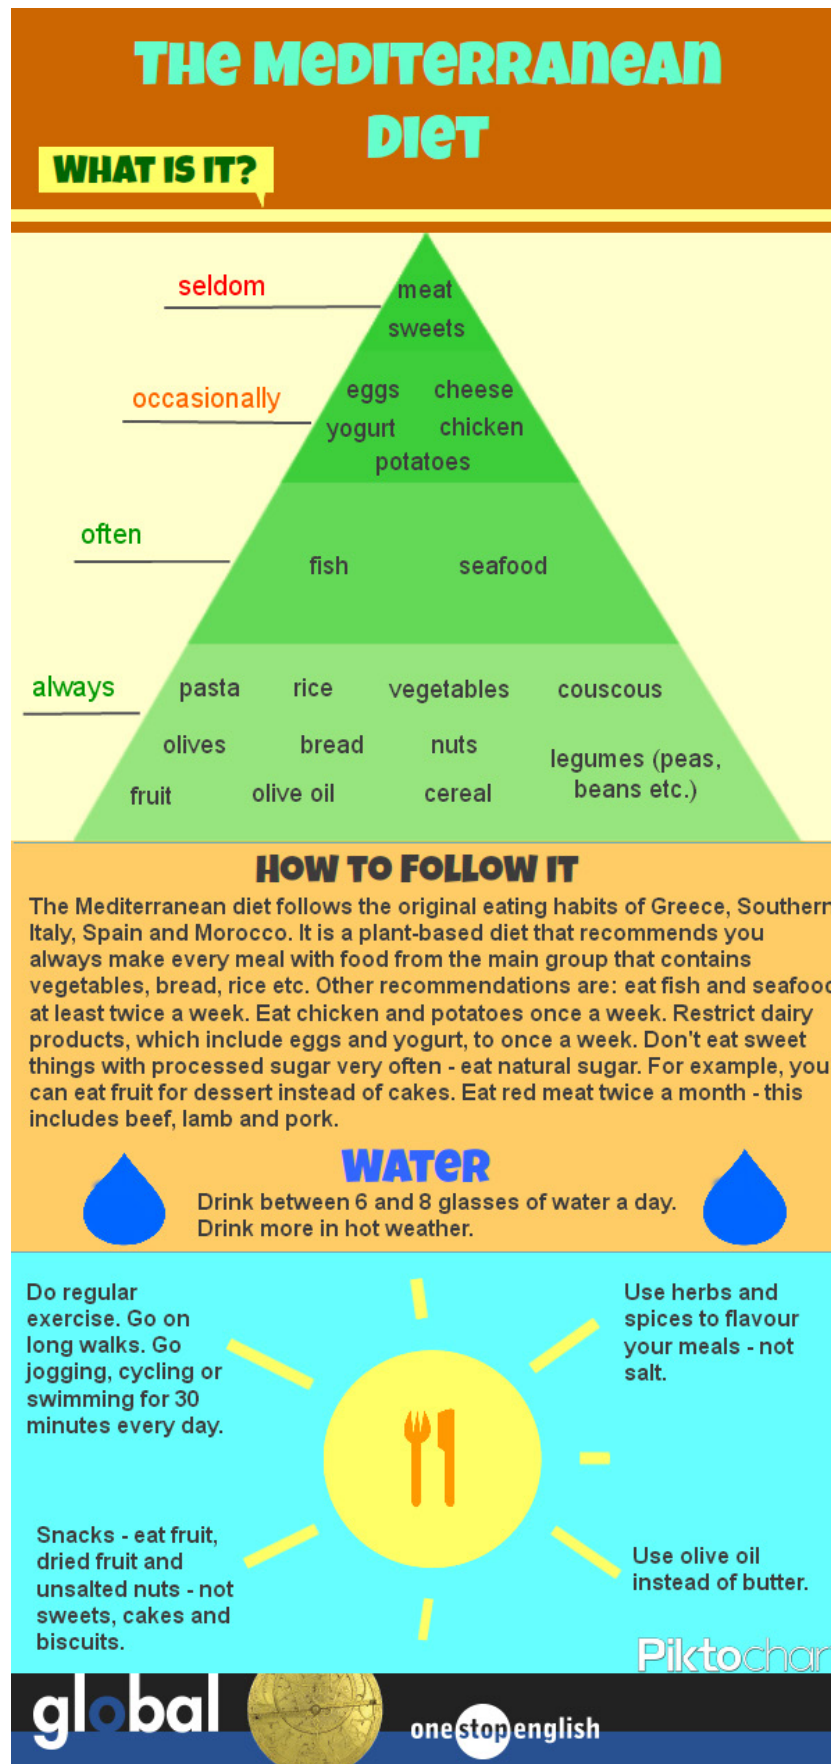 THE MEDITERRANEAN
DIET
WHAT IS IT?
seldom
meat
sweets
occasionally
eggs cheese
yogurt chicken
potatoes
often
fish seafood
always
pasta rice vegetables couscous
olives bread nuts
legumes (peas,
beans etc.)
fruit olive oil cereal
HOW TO FOLLOW IT
The Mediterranean diet follows the original eating habits of Greece, Southern
Italy, Spain and Morocco. It is a plant-based diet that recommends you
always make every meal with food from the main group that contains
vegetables, bread, rice etc. Other recommendations are: eat fish and seafood
at least twice a week. Eat chicken and potatoes once a week. Restrict dairy
products, which include eggs and yogurt, to once a week. Don't eat sweet
things with processed sugar very often - eat natural sugar. For example, you
can eat fruit for dessert instead of cakes. Eat red meat twice a month - this
includes beef, lamb and pork.
WATER
Drink between 6 and 8 glasses of water a day.
Drink more in hot weather.
Do regular
exercise. Go on
long walks. Go
jogging, cycling or
swimming for 30
minutes every day.
Use herbs and
spices to flavour
your meals - not
salt.
Snacks - eat fruit,
dried fruit and
unsalted nuts - not
sweets, cakes and
biscuits.
Use olive oil
instead of butter.
Piktochar
global
onestopenglish